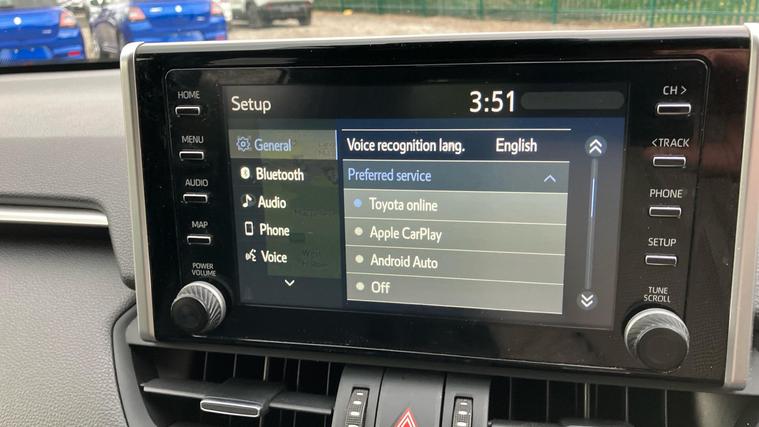 HOME
MENU
AUDIO
MAP
POWER
VOLUME
Setup
3:51
General
Bluetooth
Audio
Phone
Voice
Voice recognition lang. English
Preferred service
Toyota online
Apple CarPlay
Android Auto
Off
CH >
< TRACK
PHONE
SETUP
TUNE
SCROLL